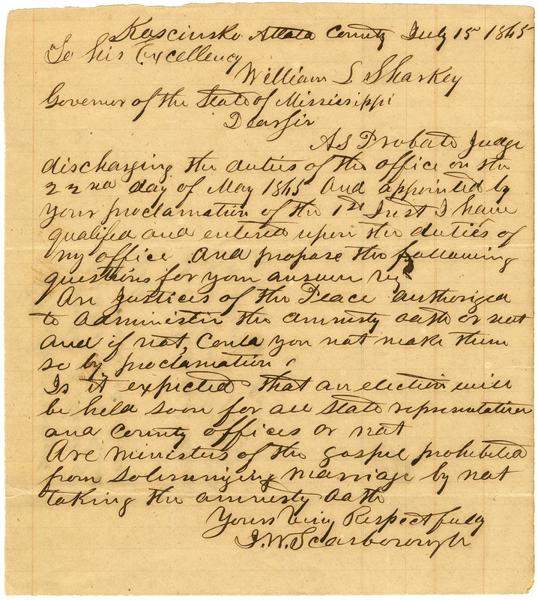 Koscinsko Attala County July 15 1865
To his Excellency
William L Sharkey
Governor of the State of Mississippi
Dear Sir
As Probate Judge
discharging the duties of the office on the
22nd day of May 1865 and appointed by
your proclamation of the 1st Inst I have
qualified and entered upon the duties of
my office and propose the following
questions for your answer
Are Justices of the Peace authorized
to administer the amnesty oath or not
and if not, Could you not make them
so by proclamation
Is it expected that an election will
be held soon for all State representative
and County offices or not
Are ministers of the gospel prohibited
from solemnizing marriage by not
taking the amnesty oath
Yours very Respectfully
J. W. Scarborough